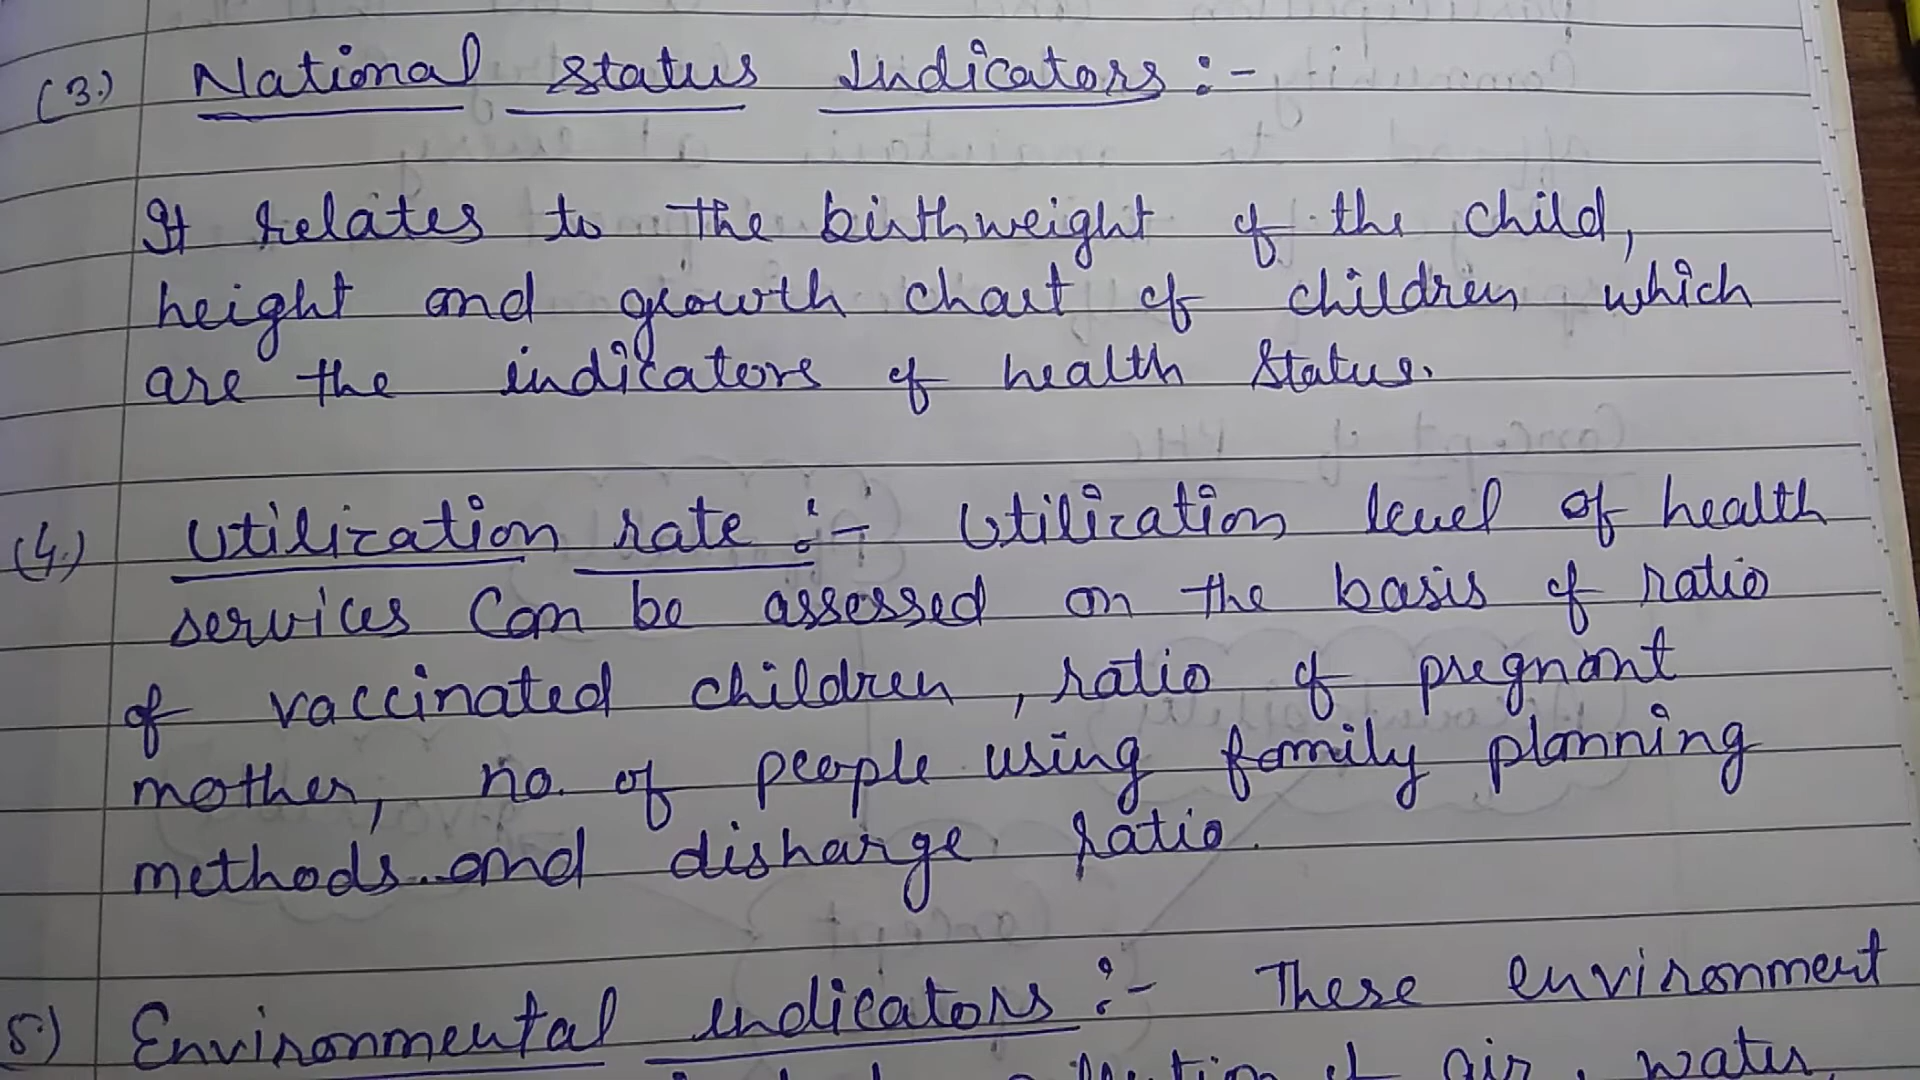 (3.) National status Indicators :-
It relates to the birthweight of the child,
height and growth chart of children which
are the indicators of health status.
(4.) Utilization rate :- Utilization level of health
services can be assessed on the basis of ratio
of vaccinated children, ratio of pregnant
mother, no. of people using family planning
methods and disharge ratio.
5) Environmental indicators :- These environment
of air, water,